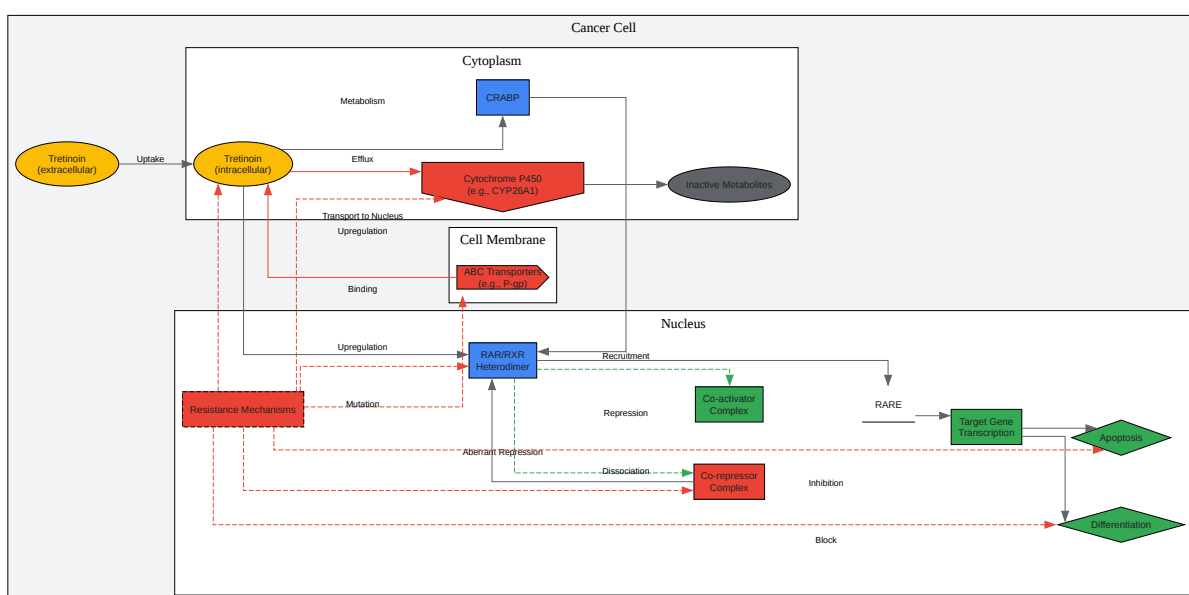 Cancer Cell
Cytoplasm
Metabolism
CRABP
Tretinoin
(extracellular)
Uptake
Tretinoin
(intracellular)
Efflux
Cytochrome P450
(e.g., CYP26A1)
Inactive Metabolites
Transport to Nucleus
Upregulation
Cell Membrane
ABC Transporters
(e.g., P-gp)
Binding
Nucleus
Upregulation
RAR/RXR
Heterodimer
Recruitment
Resistance Mechanisms
Mutation
Repression
Co-activator
Complex
RARE
Target Gene
Transcription
Apoptosis
Aberrant Repression
Dissociation
Co-repressor
Complex
Inhibition
Differentiation
Block